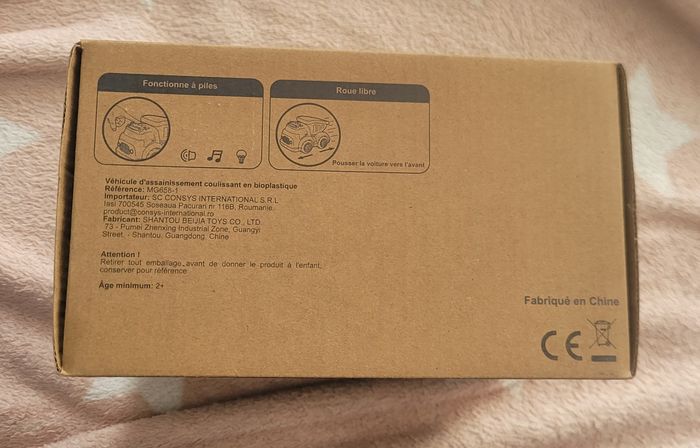 Fonctionne à piles
Roue libre
Pousser la voiture vers l'avant
Véhicule d'assainissement coulissant en bioplastique
Référence: MG658-1
Importateur: SC CONSYS INTERNATIONAL S.R.L
Iasi 700545 Soseaua Pacurari nr 116B, Roumanie.
product@consys-international.ro
Fabricant: SHANTOU BEIJIA TOYS CO., LTD.
73 - Pumei Zhenxing Industrial Zone, Guangyi
Street. - Shantou. Guangdong. Chine
Attention !
Retirer tout emballage avant de donner le produit à l'enfant,
conserver pour référence
Âge minimum: 2+
Fabriqué en Chine
CE